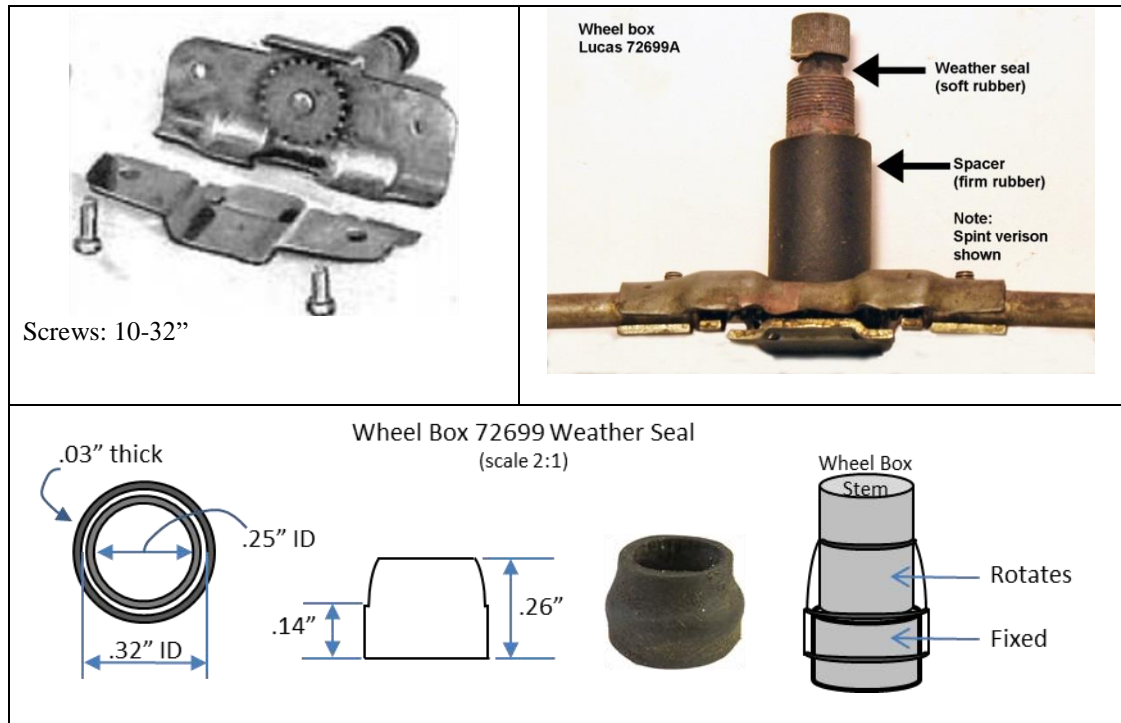 Screws: 10-32”
Wheel box
Lucas 72699A
Weather seal
(soft rubber)
Spacer
(firm rubber)
Note:
Spint verison
shown
Wheel Box 72699 Weather Seal
(scale 2:1)
.03” thick
.25” ID
.32” ID
.14”
.26”
Wheel Box
Stem
Rotates
Fixed